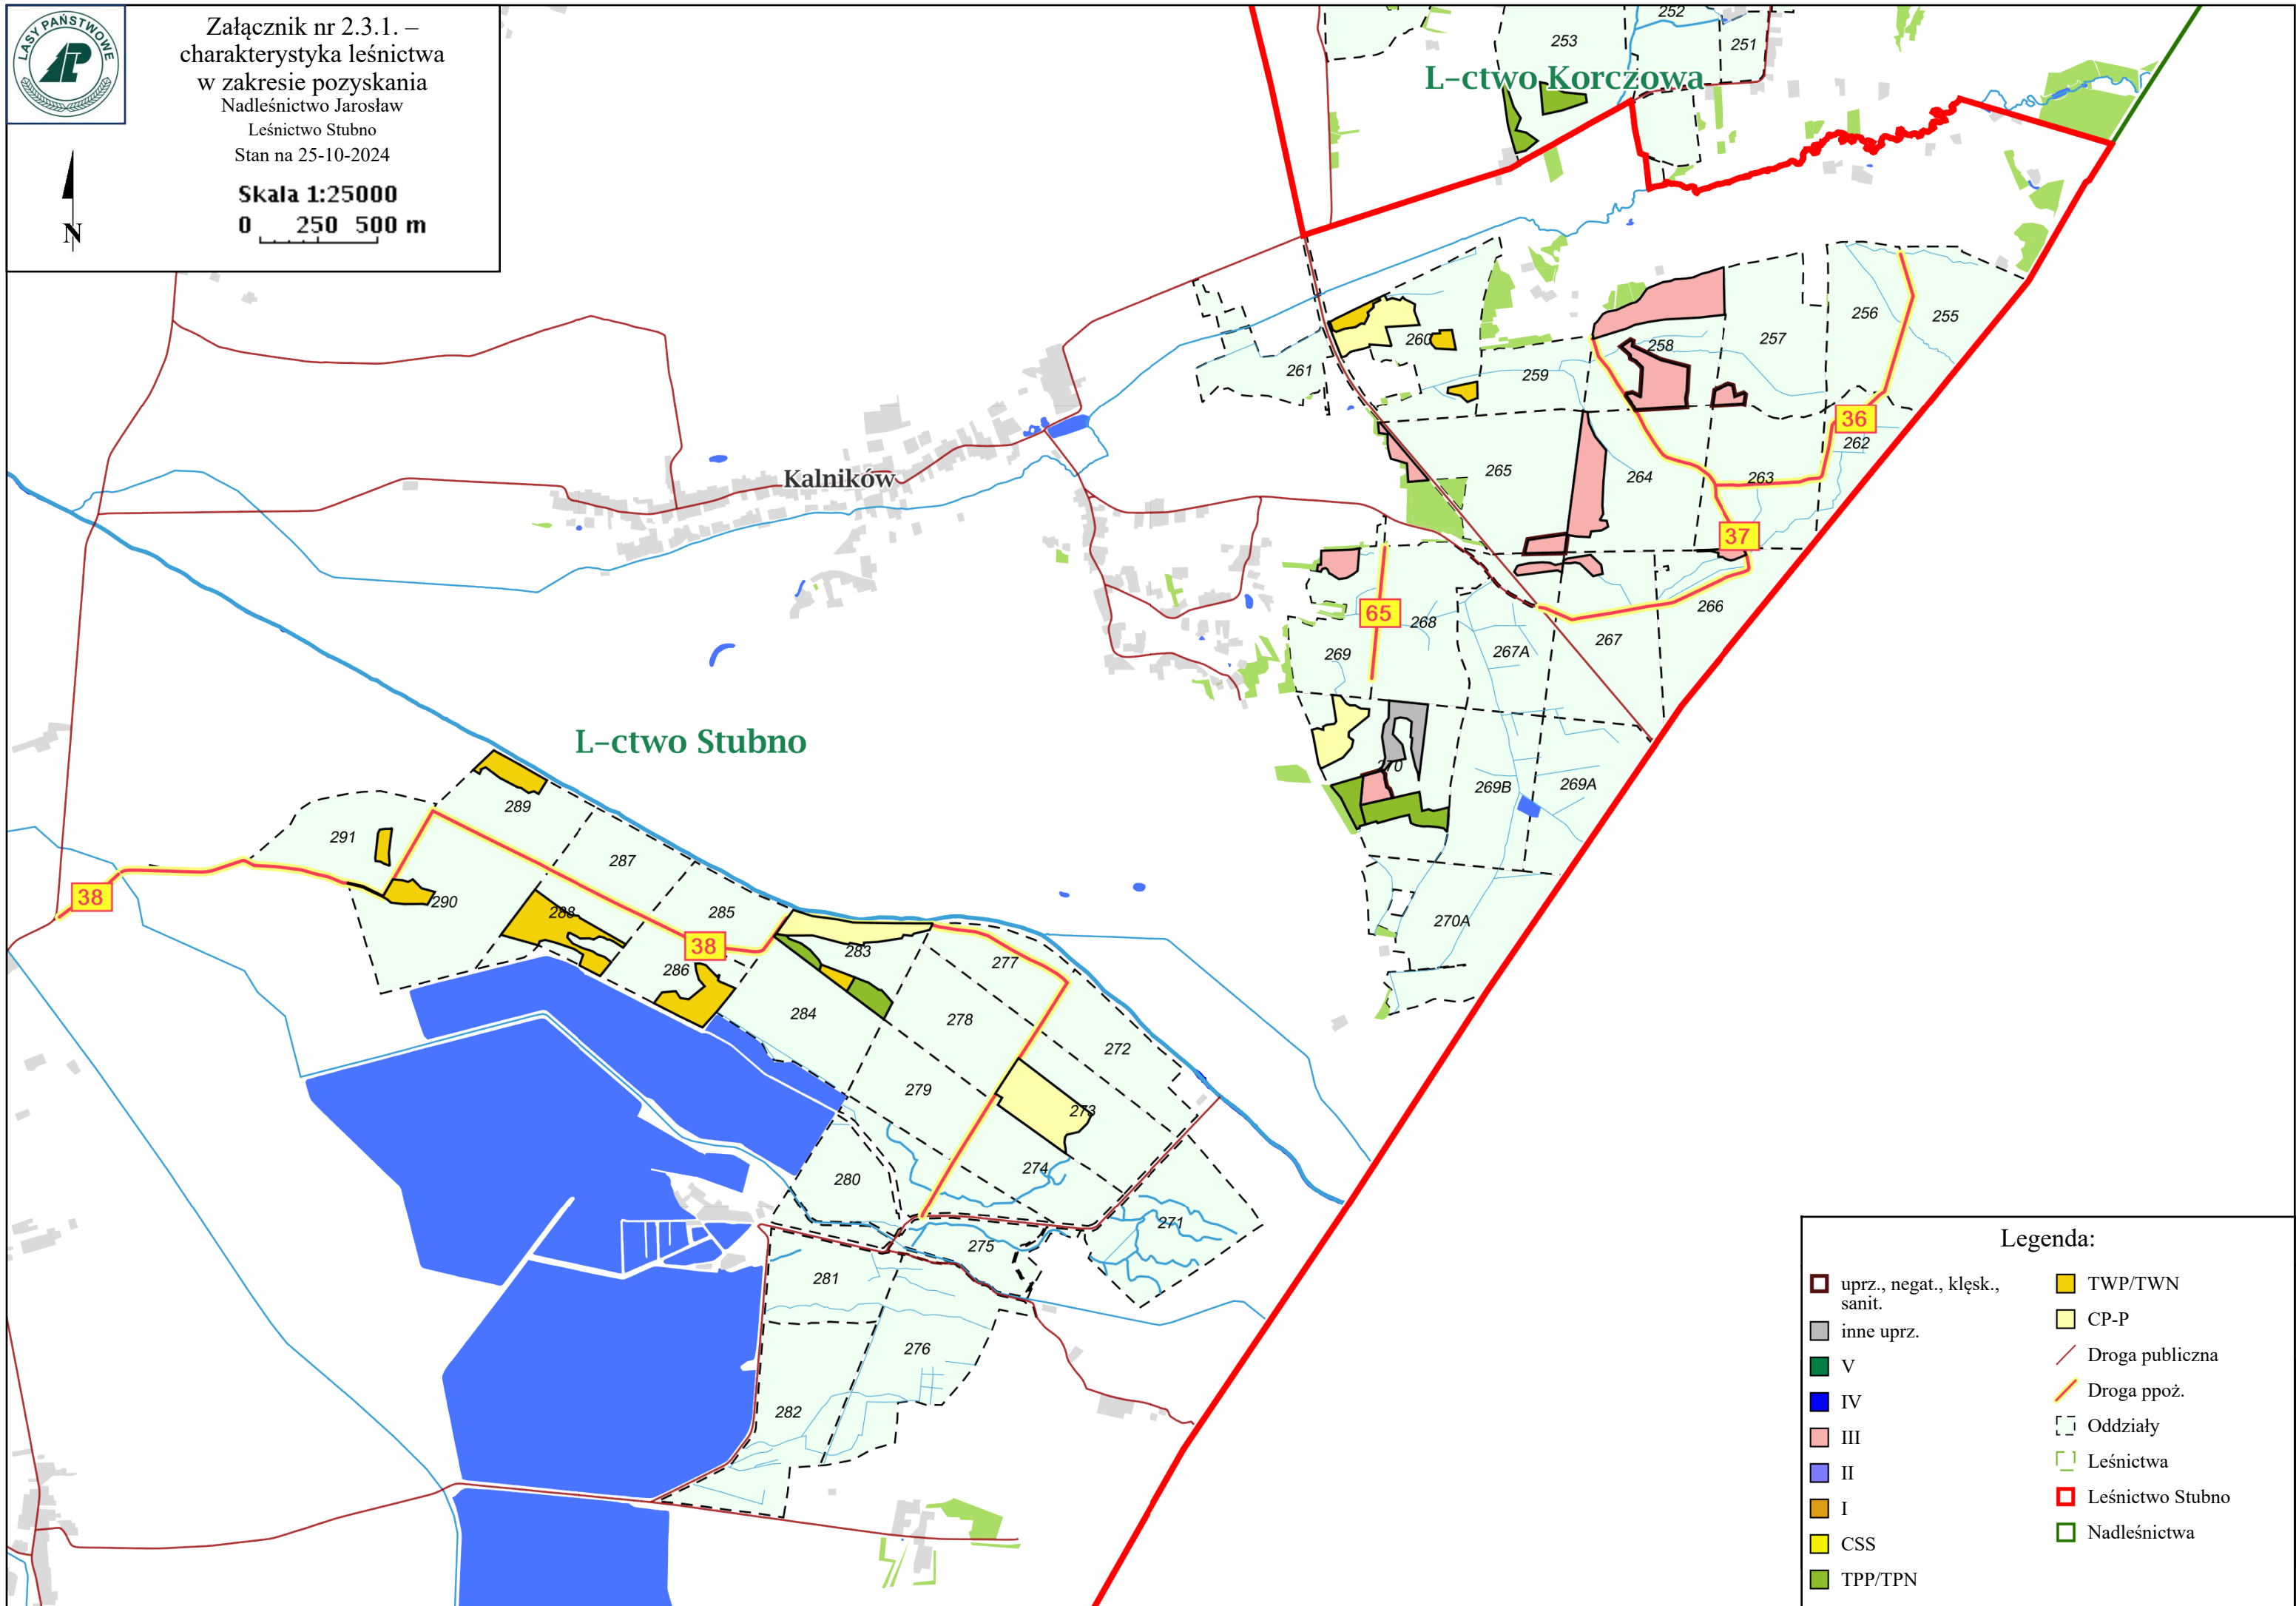 LASY PAŃSTWOWE
Załącznik nr 2.3.1. –
charakterystyka leśnictwa
w zakresie pozyskania
Nadleśnictwo Jarosław
Leśnictwo Stubno
Stan na 25-10-2024
Skala 1:25000
0 250 500 m
N
252
253
251
L-ctwo Korczowa
256
255
257
260
258
261
259
36
262
265
264
263
Kalników
37
65
268
266
267
267A
269
L-ctwo Stubno
270
269B
269A
289
291
287
38
290
288
285
270A
38
283
286
277
284
278
272
279
273
274
280
271
275
281
276
282
Legenda:
uprz., negat., klęsk.,
sanit.
inne uprz.
V
IV
III
II
I
CSS
TPP/TPN
TWP/TWN
CP-P
Droga publiczna
Droga ppoż.
Oddziały
Leśnictwa
Leśnictwo Stubno
Nadleśnictwa